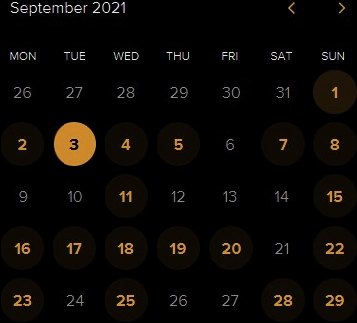 September 2021
MON TUE WED THU FRI SAT SUN
26 27 28 29 30 31 1
2 3 4 5 6 7 8
9 10 11 12 13 14 15
16 17 18 19 20 21 22
23 24 25 26 27 28 29